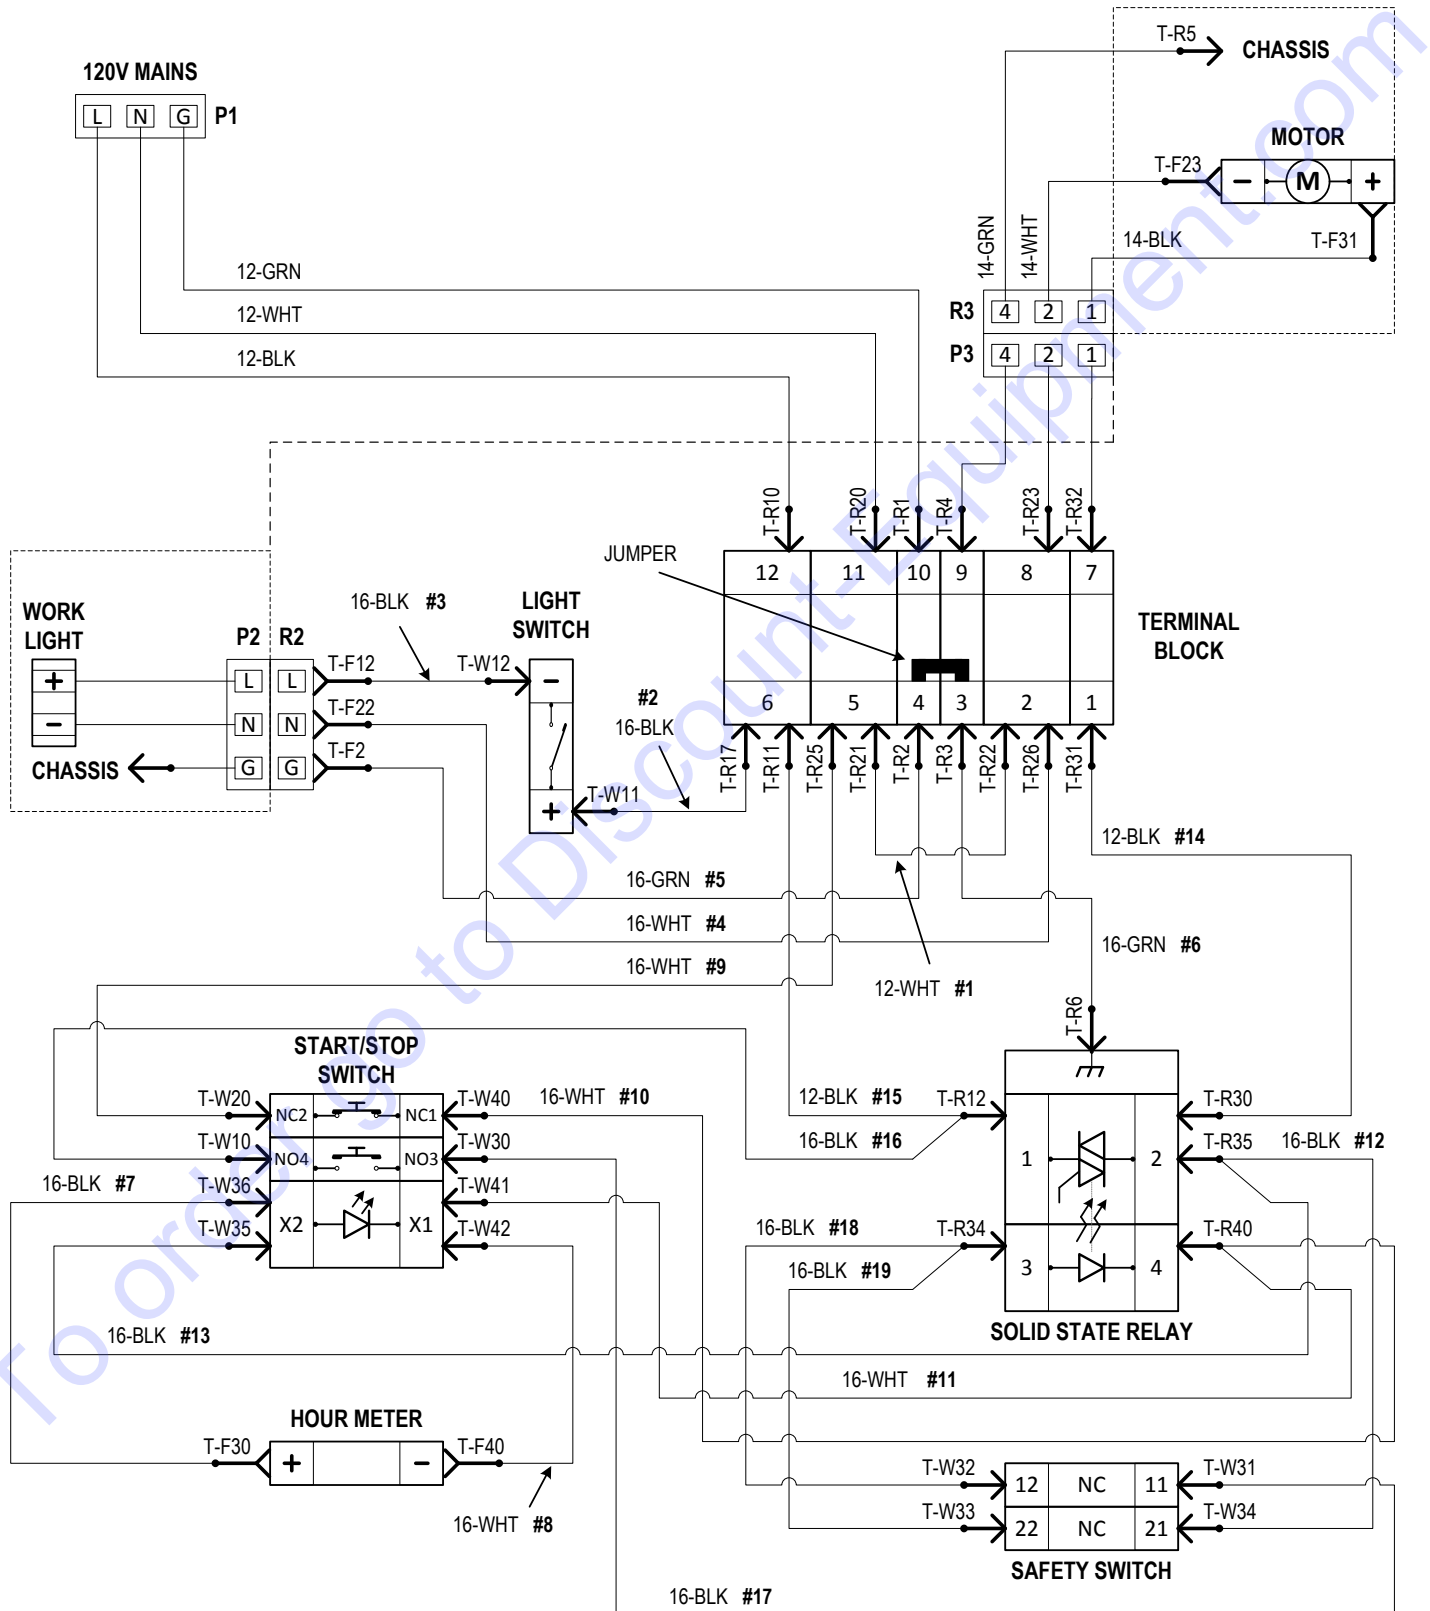 T-R5
CHASSIS
120V MAINS
L N G P1
MOTOR
T-F23
− M +
14-GRN
14-WHT
14-BLK
T-F31
12-GRN
12-WHT
12-BLK
R3 4 2 1
P3 4 2 1
T-R10
T-R20
T-R1
T-R4
T-R23
T-R32
JUMPER
12 11 10 9 8 7
TERMINAL
BLOCK
6 5 4 3 2 1
WORK
LIGHT
P2 R2
16-BLK #3
LIGHT
SWITCH
+
−
CHASSIS
L L T-F12
T-W12
−
N N T-F22
G G T-F2
#2
16-BLK
T-W11
+
T-R17
T-R11
T-R25
T-R21
T-R2
T-R3
T-R22
T-R26
T-R31
12-BLK #14
16-GRN #5
16-WHT #4
16-WHT #9
12-WHT #1
16-GRN #6
T-R6
START/STOP
SWITCH
T-W20 NC2 NC1 T-W40
16-WHT #10
T-W10 NO4 NO3 T-W30
16-BLK #7
T-W36
T-W35
X2 X1
T-W41
T-W42
12-BLK #15
T-R12
16-BLK #16
T-R30
T-R35
16-BLK #12
1 2
16-BLK #18
T-R34
16-BLK #19
T-R40
3 4
SOLID STATE RELAY
16-BLK #13
16-WHT #11
HOUR METER
T-F30 + − T-F40
16-WHT #8
T-W32 12 NC 11 T-W31
T-W33 22 NC 21 T-W34
SAFETY SWITCH
16-BLK #17
To order go to Discount-Equipment.com